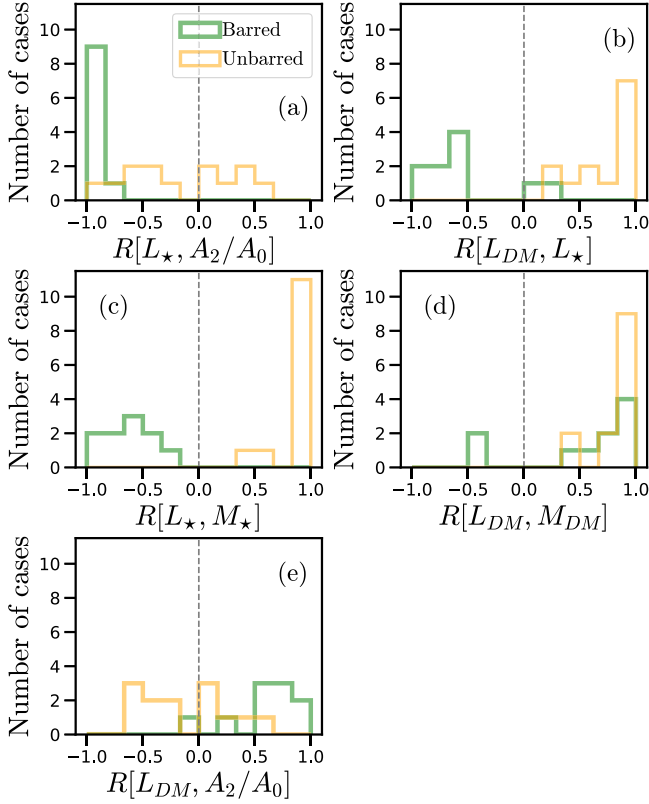 Number of cases
10
8
6
4
2
0
Barred
Unbarred
(a)
−1.0 −0.5 0.0 0.5 1.0
R[L⋆, A2/A0]
Number of cases
10
8
6
4
2
0
(b)
−1.0 −0.5 0.0 0.5 1.0
R[LDM, L⋆]
Number of cases
10
8
6
4
2
0
(c)
−1.0 −0.5 0.0 0.5 1.0
R[L⋆, M⋆]
Number of cases
10
8
6
4
2
0
(d)
−1.0 −0.5 0.0 0.5 1.0
R[LDM, MDM]
Number of cases
10
8
6
4
2
0
(e)
−1.0 −0.5 0.0 0.5 1.0
R[LDM, A2/A0]